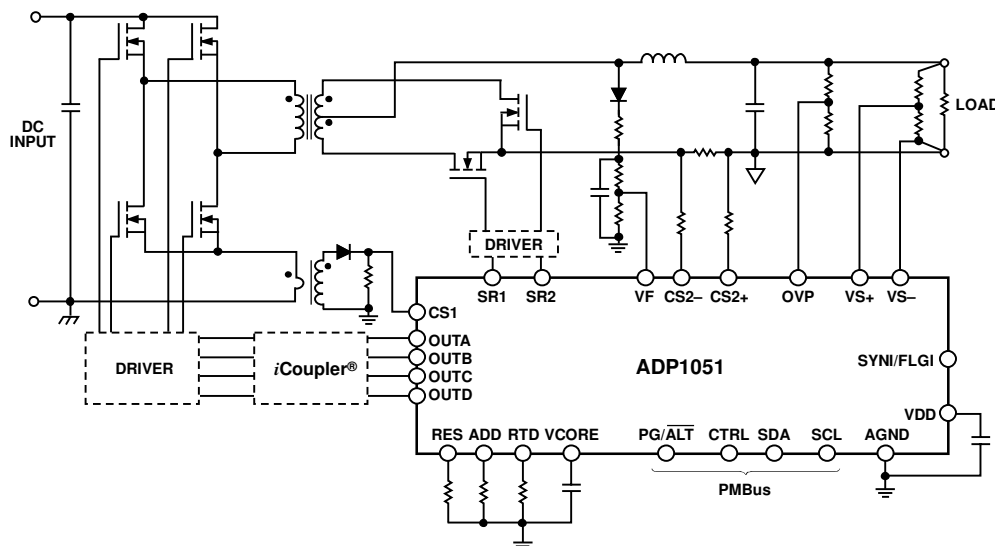 DC
INPUT
LOAD
DRIVER
SR1 SR2 VF CS2– CS2+ OVP VS+ VS–
CS1
OUTA
OUTB
OUTC
OUTD
DRIVER
iCoupler®
ADP1051
SYNI/FLGI
VDD
RES ADD RTD VCORE PG/ALT CTRL SDA SCL AGND
PMBus